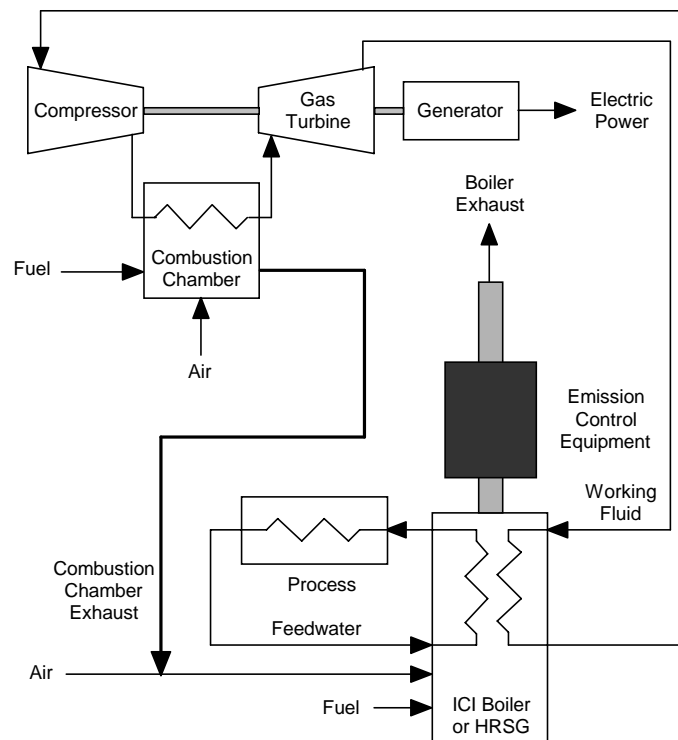 Compressor
Gas
Turbine
Generator
Electric
Power
Boiler
Exhaust
Fuel
Combustion
Chamber
Air
Emission
Control
Equipment
Working
Fluid
Combustion
Chamber
Exhaust
Process
Feedwater
Air
Fuel
ICI Boiler
or HRSG